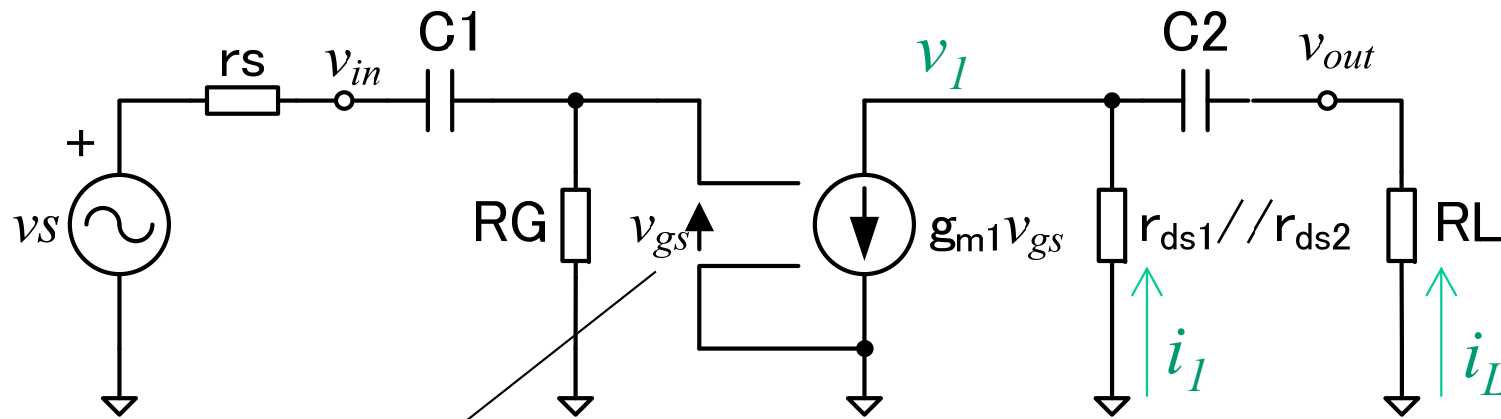 C1
C2
rs
v_in
v_1
v_out
+
vs
RG
v_gs
g_m1 v_gs
r_ds1//r_ds2
RL
i_1
i_L